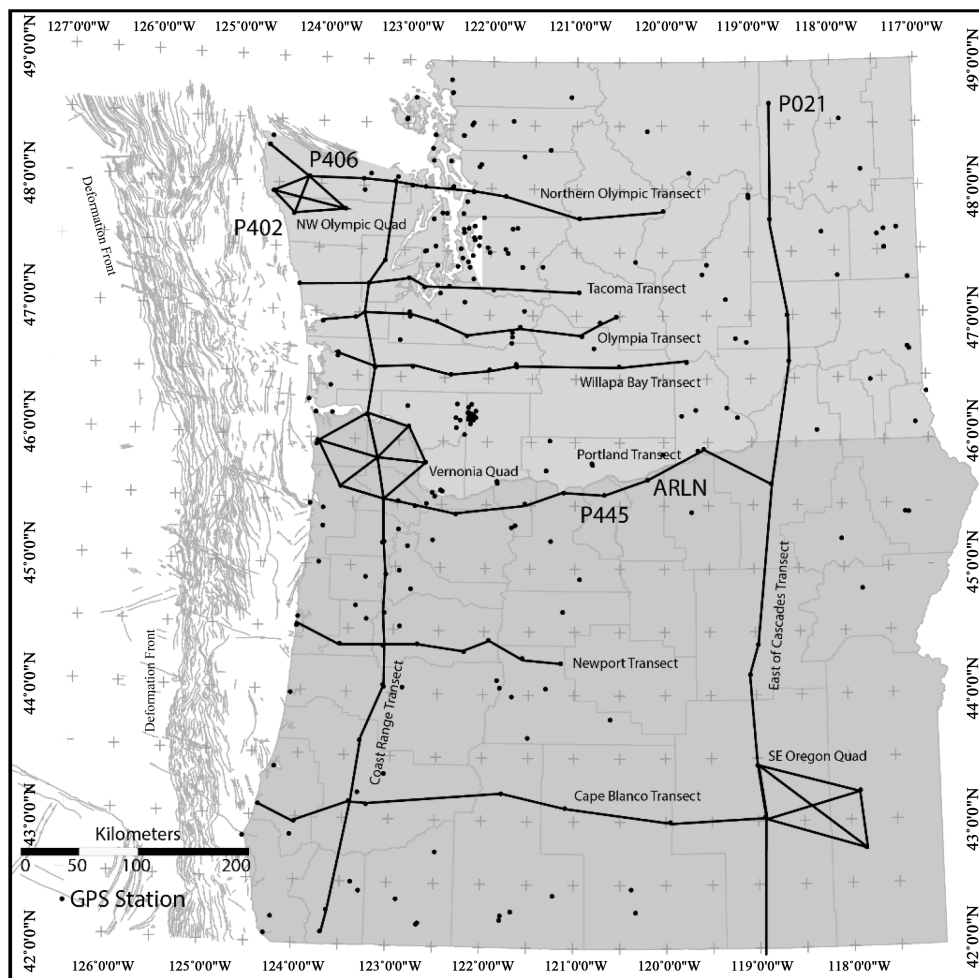 127°0'0"W 126°0'0"W 125°0'0"W 124°0'0"W 123°0'0"W 122°0'0"W 121°0'0"W 120°0'0"W 119°0'0"W 118°0'0"W 117°0'0"W
49°0'0"N
49°0'0"N
P021
P406
48°0'0"N
Northern Olympic Transect
48°0'0"N
Deformation Front
P402
NW Olympic Quad
47°0'0"N
Tacoma Transect
47°0'0"N
Olympia Transect
Willapa Bay Transect
46°0'0"N
Portland Transect
46°0'0"N
Vernonia Quad
ARLN
P445
45°0'0"N
45°0'0"N
East of Cascades Transect
Deformation Front
Newport Transect
44°0'0"N
44°0'0"N
Coast Range Transect
SE Oregon Quad
Cape Blanco Transect
43°0'0"N
Kilometers
43°0'0"N
0 50 100 200
GPS Station
42°0'0"N
42°0'0"N
126°0'0"W 125°0'0"W 124°0'0"W 123°0'0"W 122°0'0"W 121°0'0"W 120°0'0"W 119°0'0"W 118°0'0"W